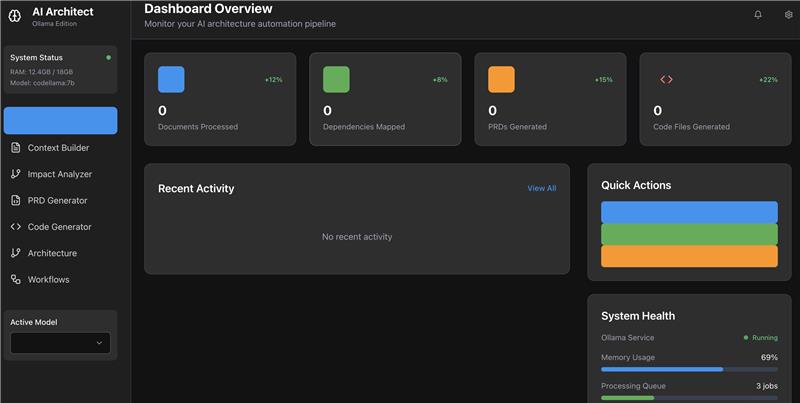 AI Architect
Ollama Edition
System Status
RAM: 12.4GB / 18GB
Model: codellama:7b
Context Builder
Impact Analyzer
PRD Generator
Code Generator
Architecture
Workflows
Active Model
Dashboard Overview
Monitor your AI architecture automation pipeline
+12%
0
Documents Processed
+8%
0
Dependencies Mapped
+15%
0
PRDs Generated
+22%
0
Code Files Generated
Recent Activity
View All
No recent activity
Quick Actions
System Health
Ollama Service
Running
Memory Usage
69%
Processing Queue
3 jobs